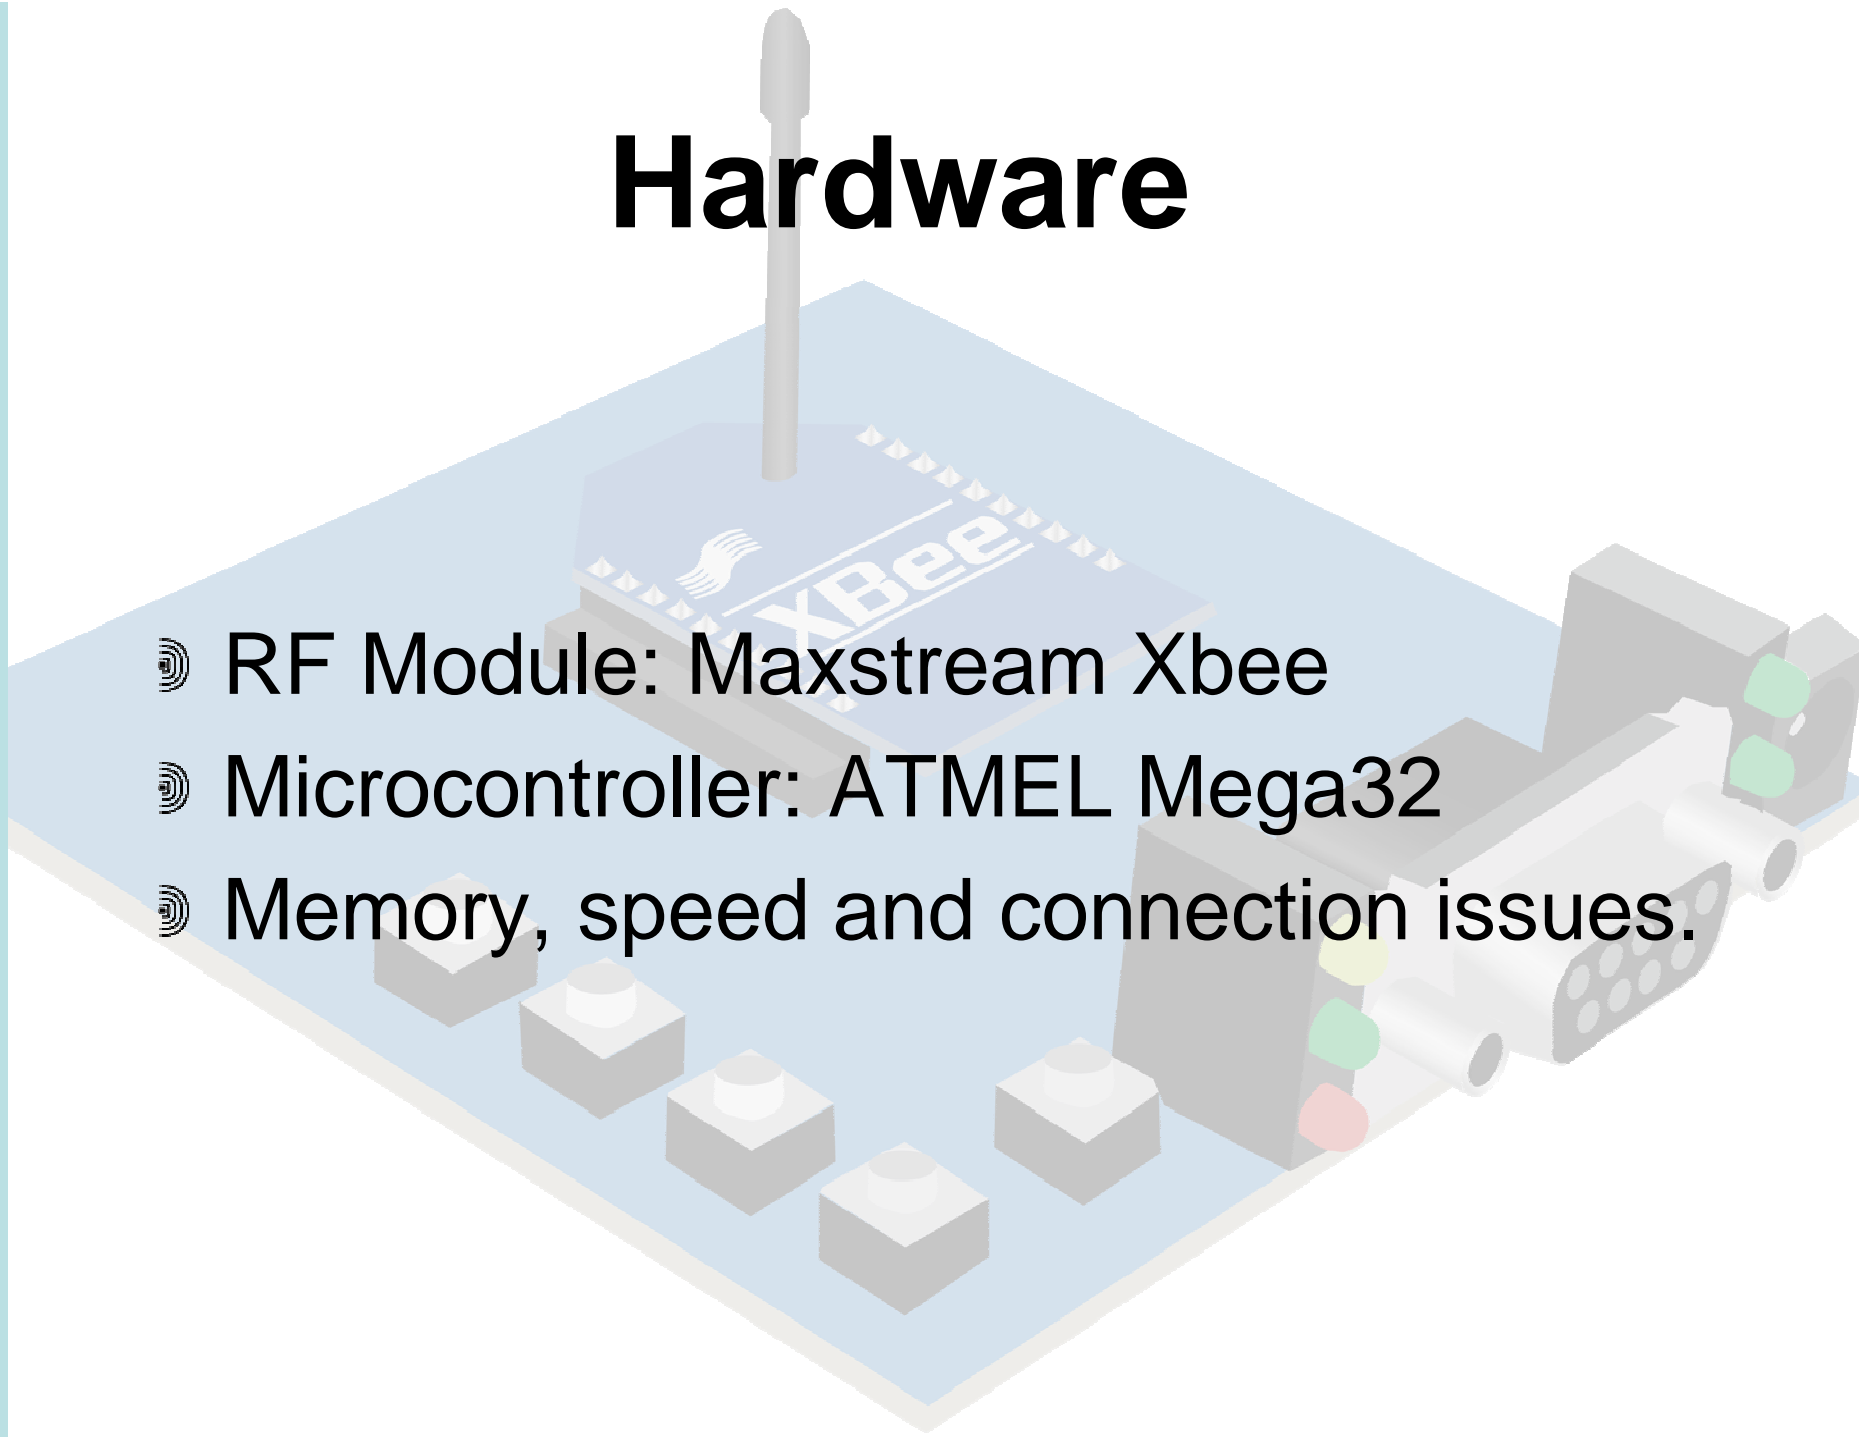 Hardware
XBee
RF Module: Maxstream Xbee
Microcontroller: ATMEL Mega32
Memory, speed and connection issues.